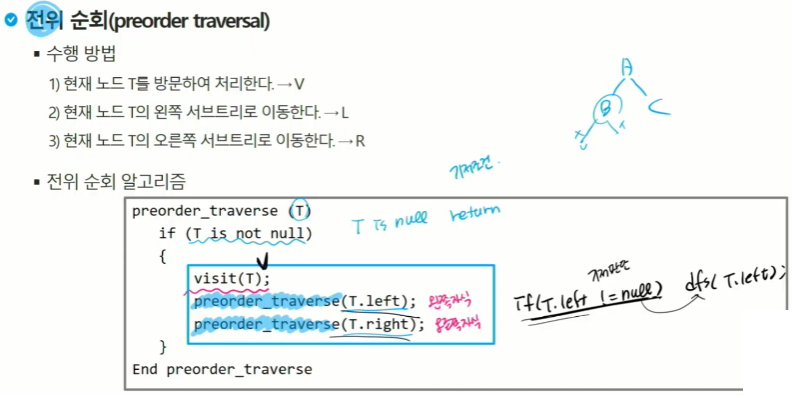 전위 순회(preorder traversal)
▪ 수행 방법
1) 현재 노드 T를 방문하여 처리한다. → V
2) 현재 노드 T의 왼쪽 서브트리로 이동한다. → L
3) 현재 노드 T의 오른쪽 서브트리로 이동한다. → R
A
B
C
▪ 전위 순회 알고리즘
기저조건
preorder_traverse (T)
T is null return
if (T is not null)
{
visit(T);
preorder_traverse(T.left); 왼쪽자식
preorder_traverse(T.right); 오른쪽자식
}
End preorder_traverse
If(T.left != null) dfs(T.left);